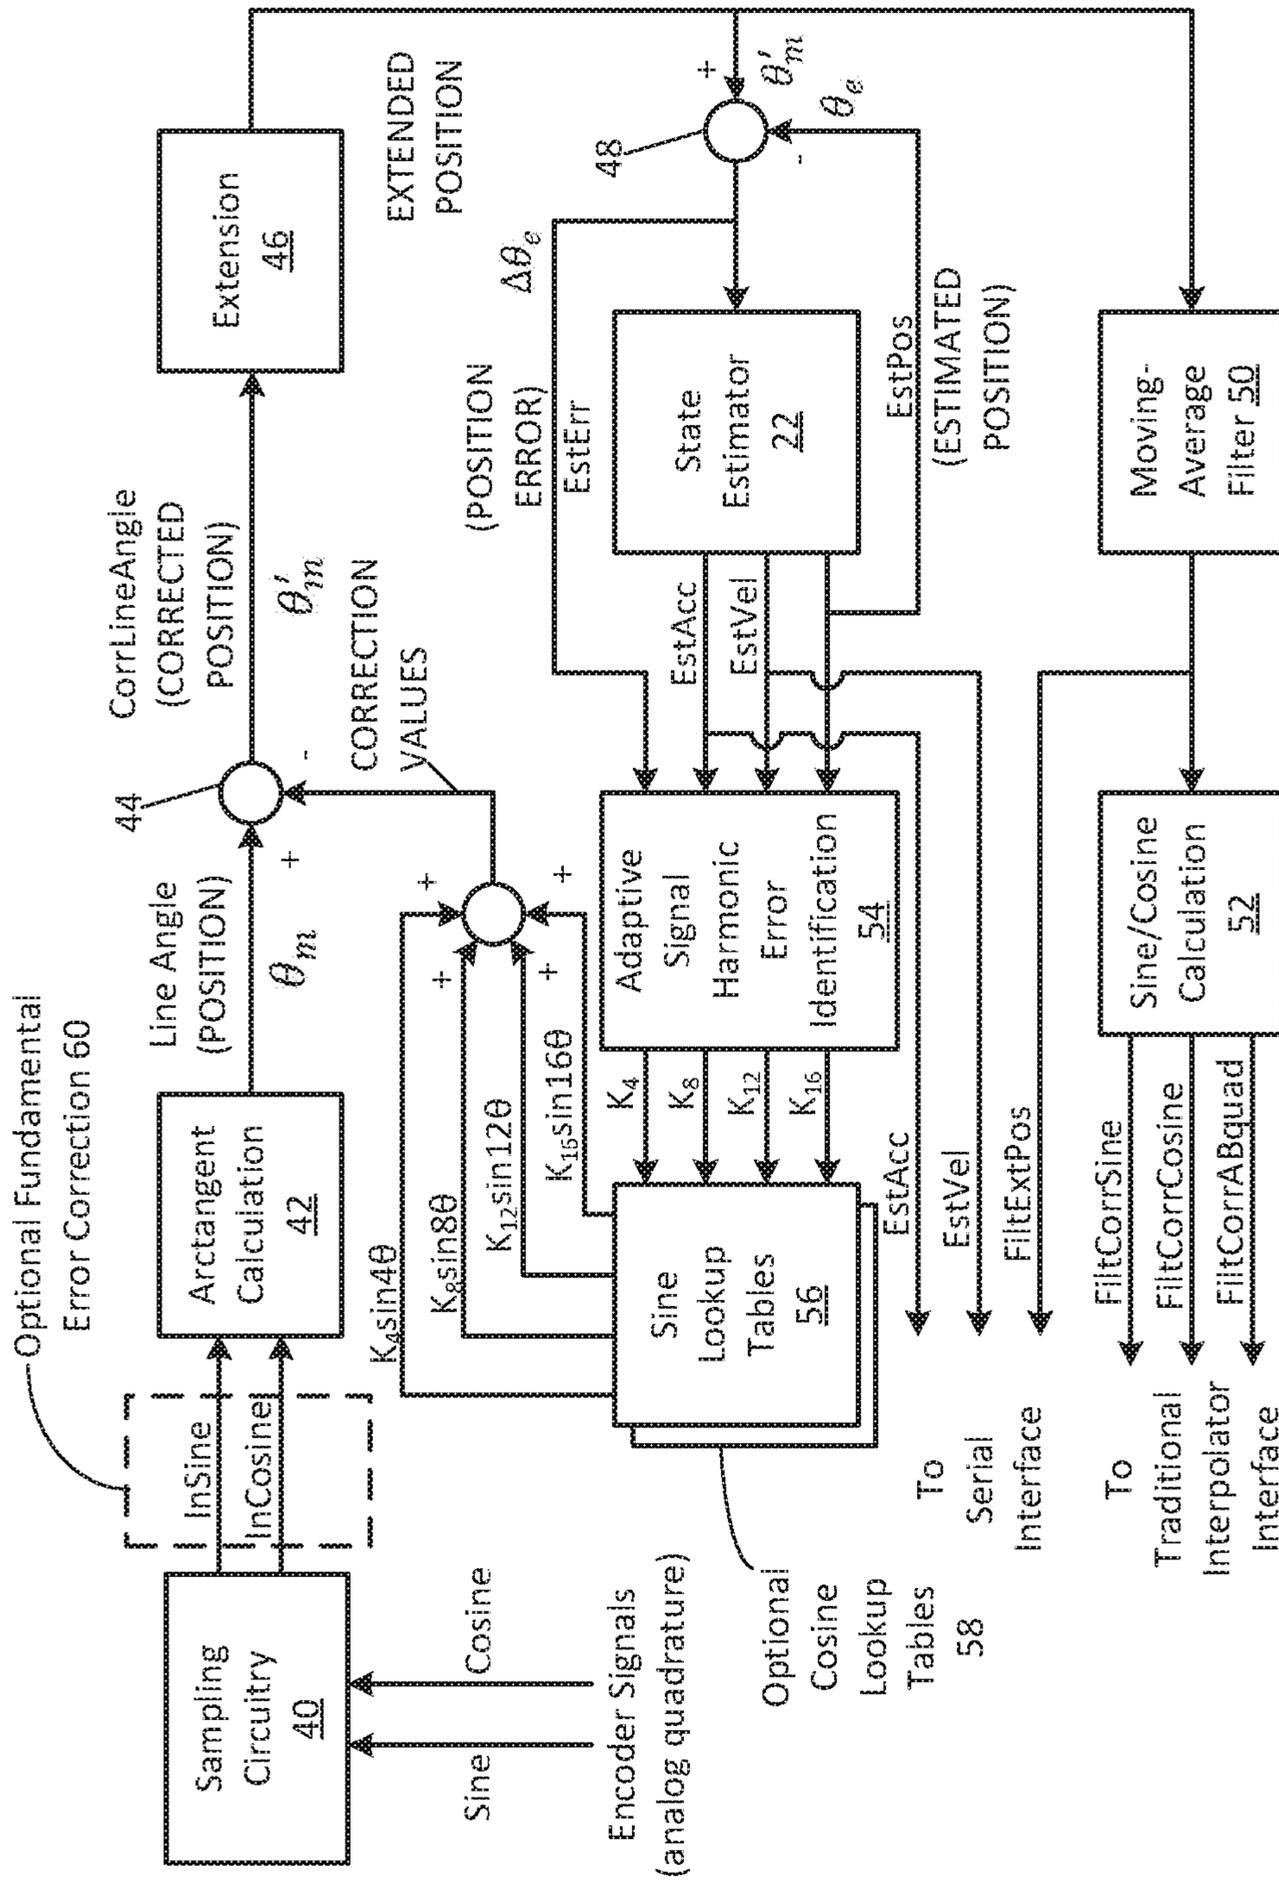 Optional Fundamental
Error Correction 60
Sampling
Circuitry
40
InSine
InCosine
Arctangent
Calculation
42
Line Angle
(POSITION)
θm
+
44
-
CorrLineAngle
(CORRECTED
POSITION)
θ'm
Extension
46
EXTENDED
POSITION
CORRECTION
VALUES
Sine
Cosine
Encoder Signals
(analog quadrature)
K₄sin4θ
K₈sin8θ
K₁₂sin12θ
K₁₆sin16θ
+
+
+
+
Sine
Lookup
Tables
56
Optional
Cosine
Lookup
Tables
58
K₄
K₈
K₁₂
K₁₆
Adaptive
Signal
Harmonic
Error
Identification
54
(POSITION
ERROR)
EstErr
Δθe
EstAcc
EstVel
State
Estimator
22
48
+
θ'm
θe
-
EstPos
(ESTIMATED
POSITION)
EstAcc
EstVel
FiltExtPos
To
Serial
Interface
Moving-
Average
Filter 50
Sine/Cosine
Calculation
52
FiltCorrSine
FiltCorrCosine
FiltCorrABquad
To
Traditional
Interpolator
Interface